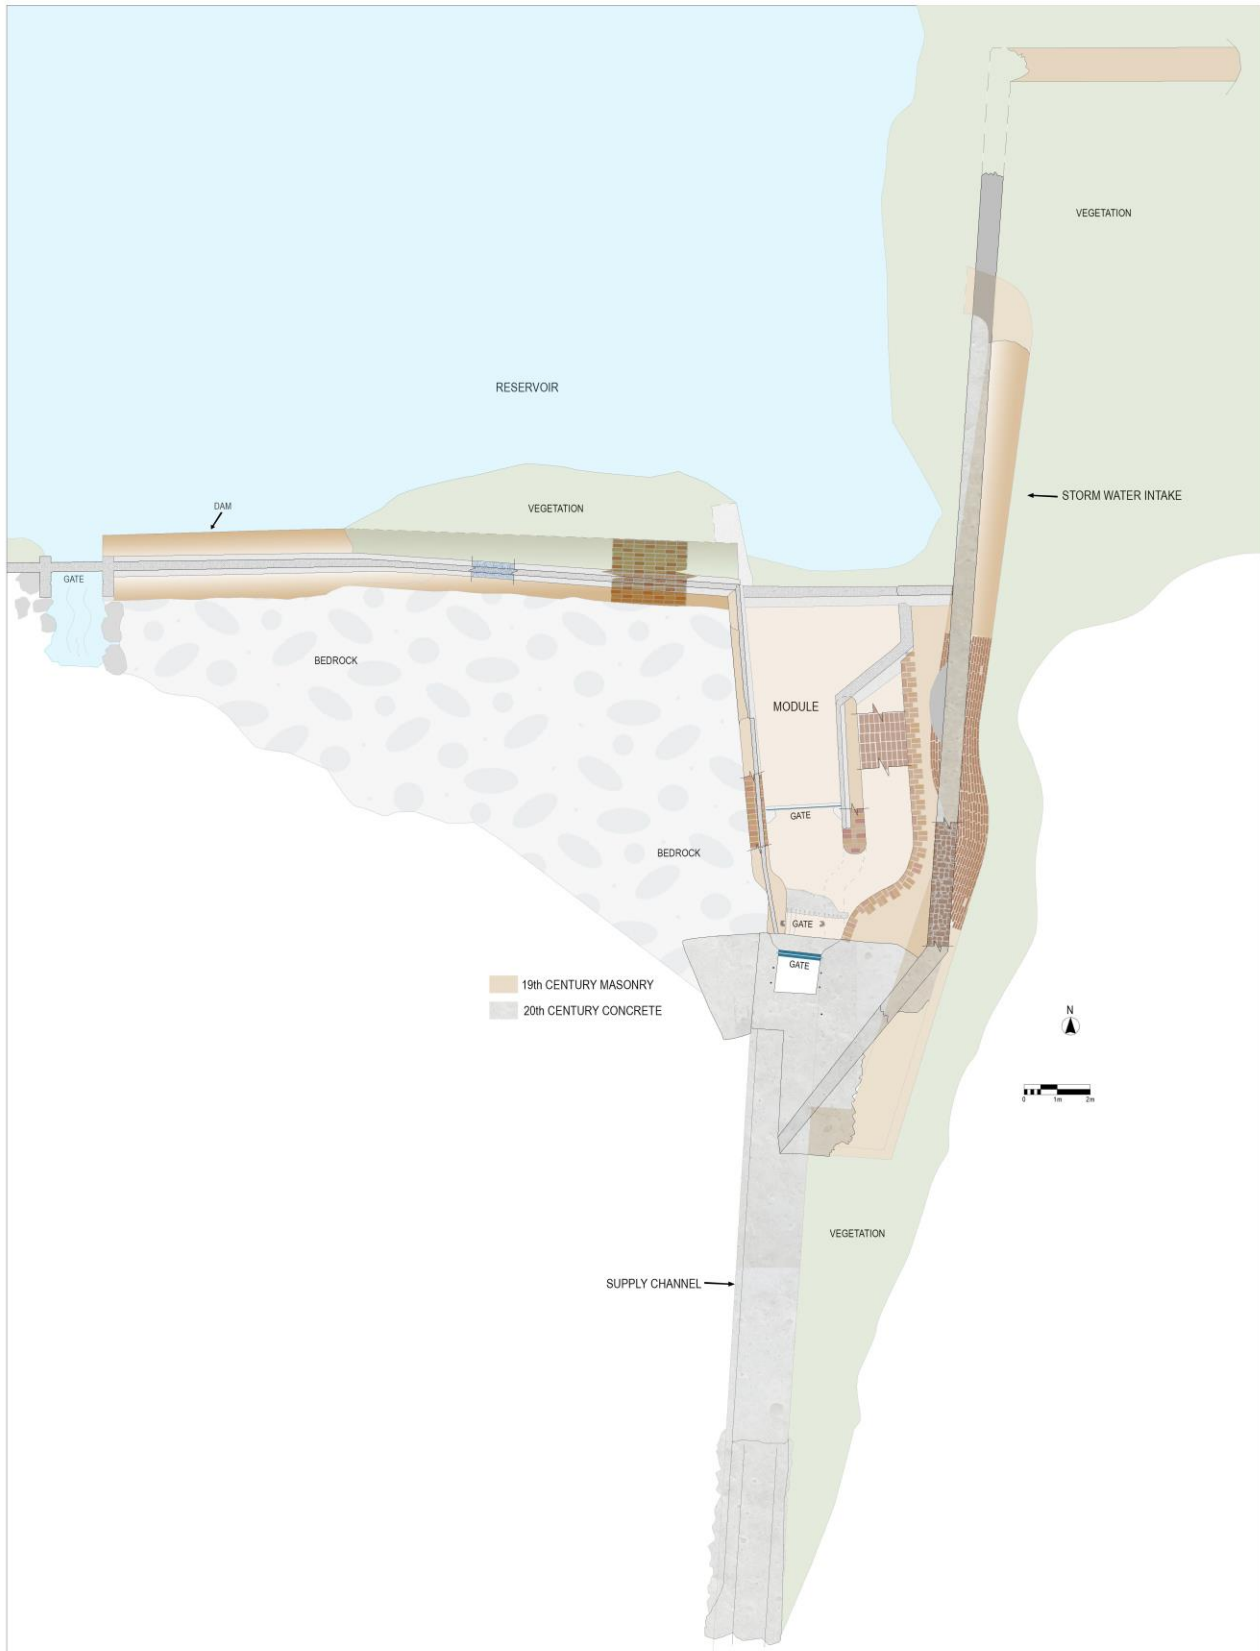 VEGETATION
RESERVOIR
STORM WATER INTAKE
DAM
VEGETATION
GATE
BEDROCK
MODULE
GATE
BEDROCK
GATE
GATE
19th CENTURY MASONRY
20th CENTURY CONCRETE
N
0 1m 2m
VEGETATION
SUPPLY CHANNEL